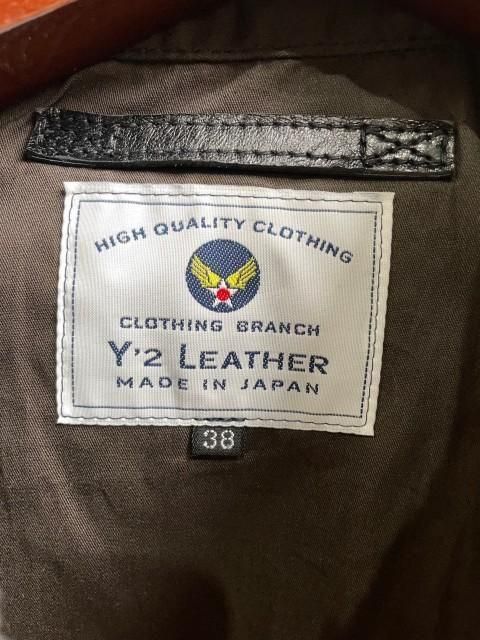 HIGH QUALITY CLOTHING
CLOTHING BRANCH
Y'2 LEATHER
MADE IN JAPAN
38